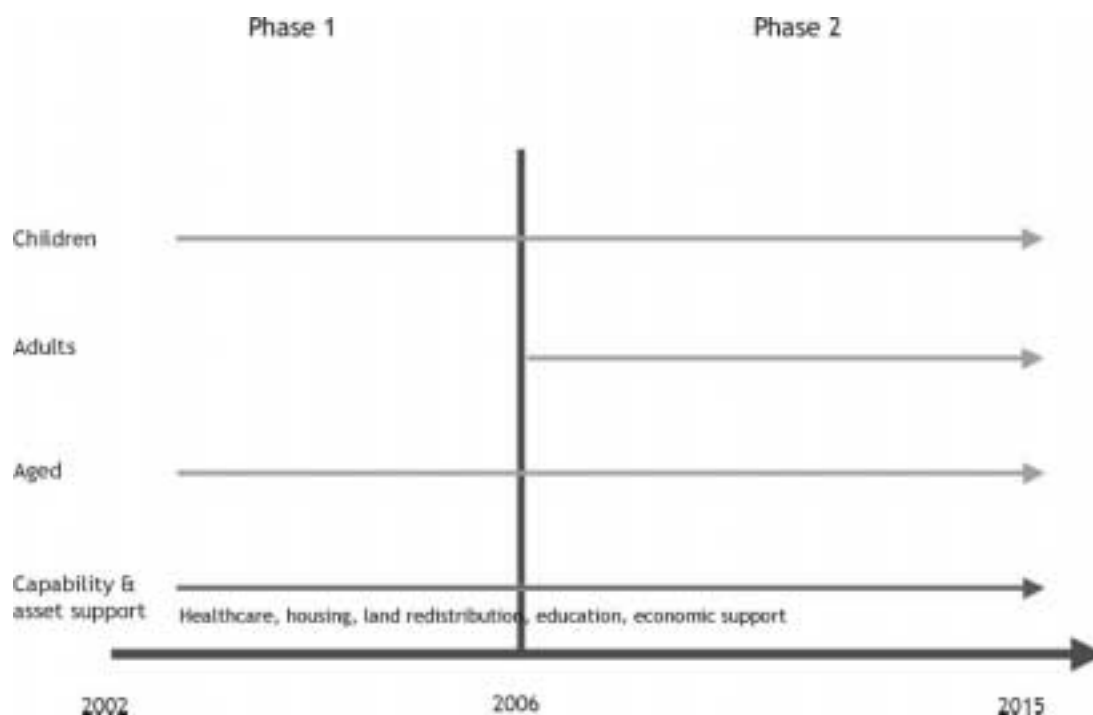 Phase 1 Phase 2
Children
Adults
Aged
Capability &
asset support
Healthcare, housing, land redistribution, education, economic support
2002 2006 2015